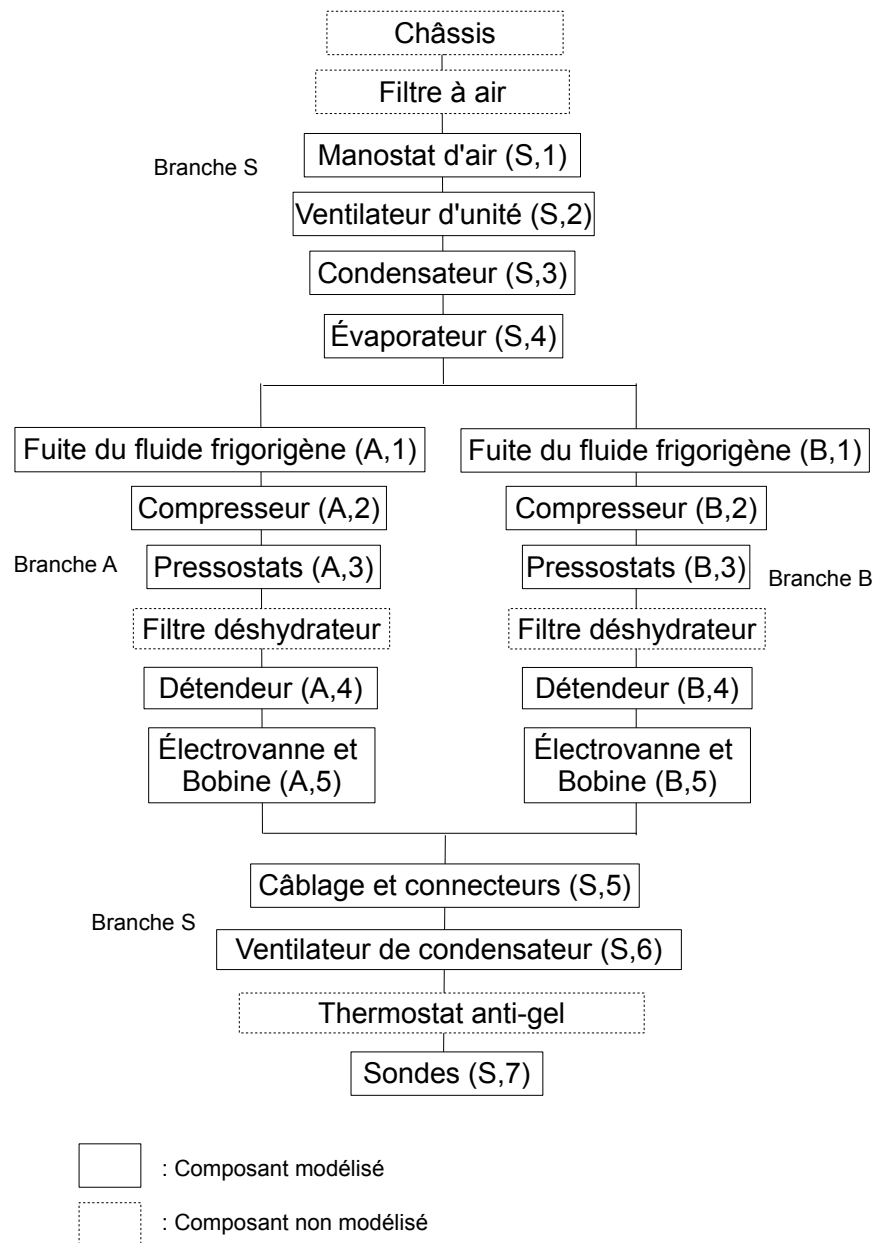 Châssis
Filtre à air
Manostat d'air (S,1)
Branche S
Ventilateur d'unité (S,2)
Condensateur (S,3)
Évaporateur (S,4)
Fuite du fluide frigorigène (A,1)
Fuite du fluide frigorigène (B,1)
Compresseur (A,2)
Compresseur (B,2)
Branche A
Pressostats (A,3)
Pressostats (B,3)
Branche B
Filtre déshydrateur
Filtre déshydrateur
Détendeur (A,4)
Détendeur (B,4)
Électrovanne et
Bobine (A,5)
Électrovanne et
Bobine (B,5)
Câblage et connecteurs (S,5)
Branche S
Ventilateur de condensateur (S,6)
Thermostat anti-gel
Sondes (S,7)
: Composant modélisé
: Composant non modélisé